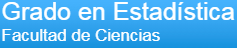 Grado en Estadística
Facultad de Ciencias